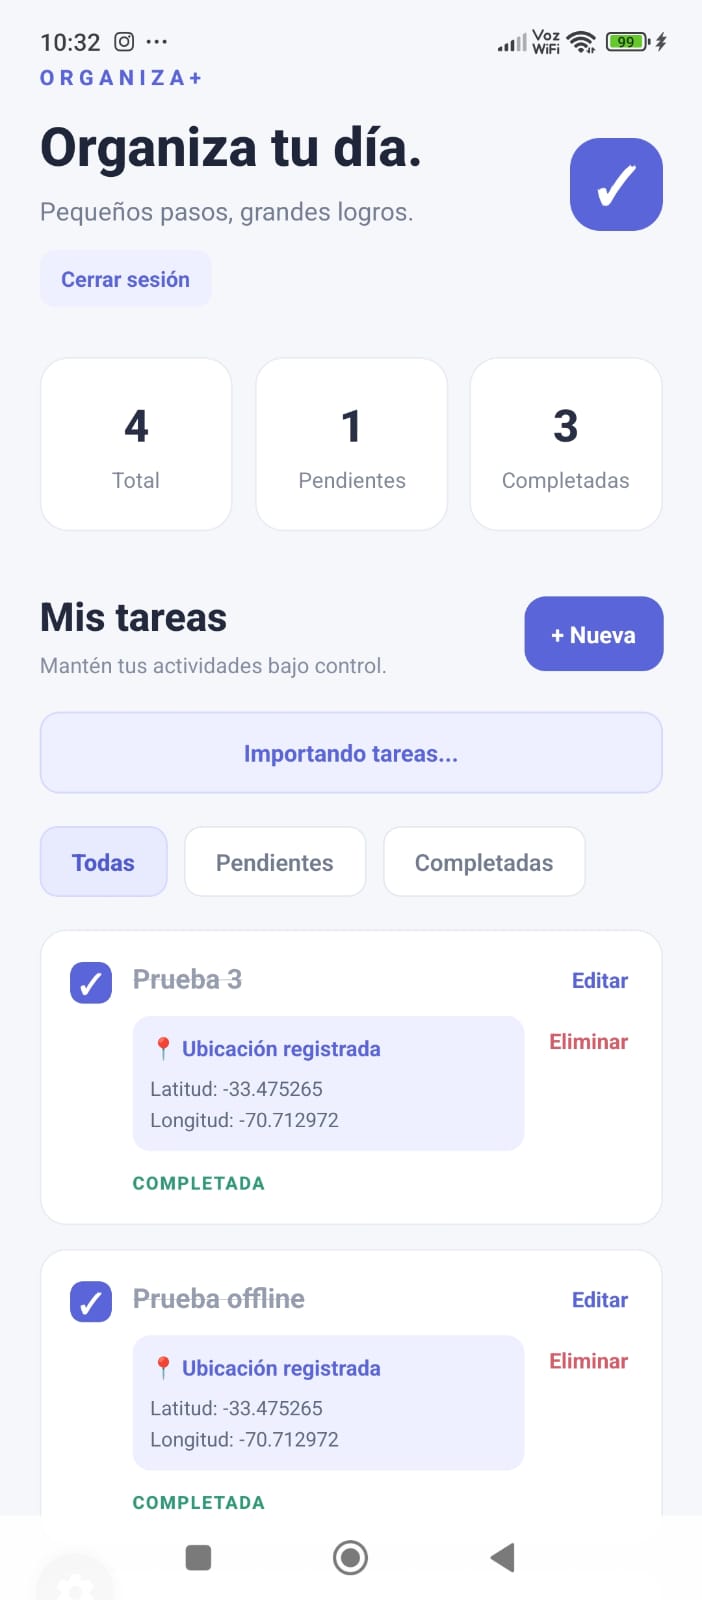 10:32
Voz
WiFi
99
ORGANIZA+
Organiza tu día.
Pequeños pasos, grandes logros.
Cerrar sesión
4
Total
1
Pendientes
3
Completadas
Mis tareas
Mantén tus actividades bajo control.
+ Nueva
Importando tareas...
Todas
Pendientes
Completadas
Prueba 3
Editar
📍 Ubicación registrada
Eliminar
Latitud: -33.475265
Longitud: -70.712972
COMPLETADA
Prueba offline
Editar
📍 Ubicación registrada
Eliminar
Latitud: -33.475265
Longitud: -70.712972
COMPLETADA